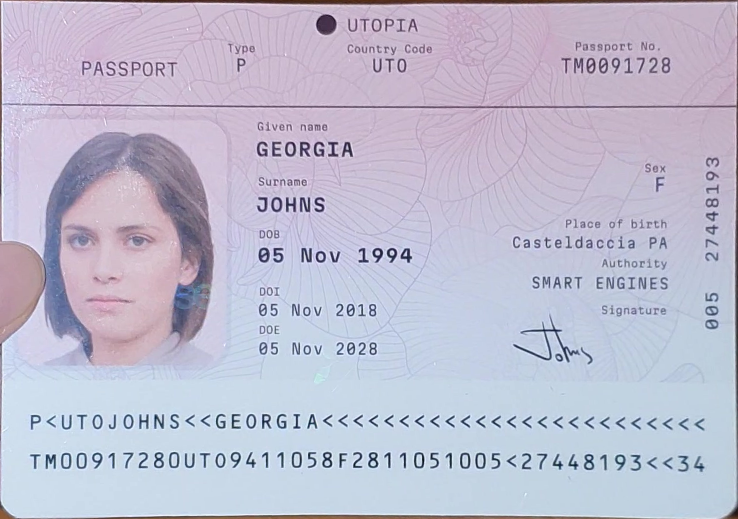 UTOPIA
PASSPORT
Type
P
Country Code
UTO
Passport No.
TM0091728
Given name
GEORGIA
Surname
JOHNS
DOB
05 Nov 1994
DOI
05 Nov 2018
DOE
05 Nov 2028
Sex
F
Place of birth
Casteldaccia PA
Authority
SMART ENGINES
Signature
Johns
005 27448193
P<UTOJOHNS<<GEORGIA<<<<<<<<<<<<<<<<<<<<<<<<<
TM00917280UTO9411058F2811051005<27448193<<34